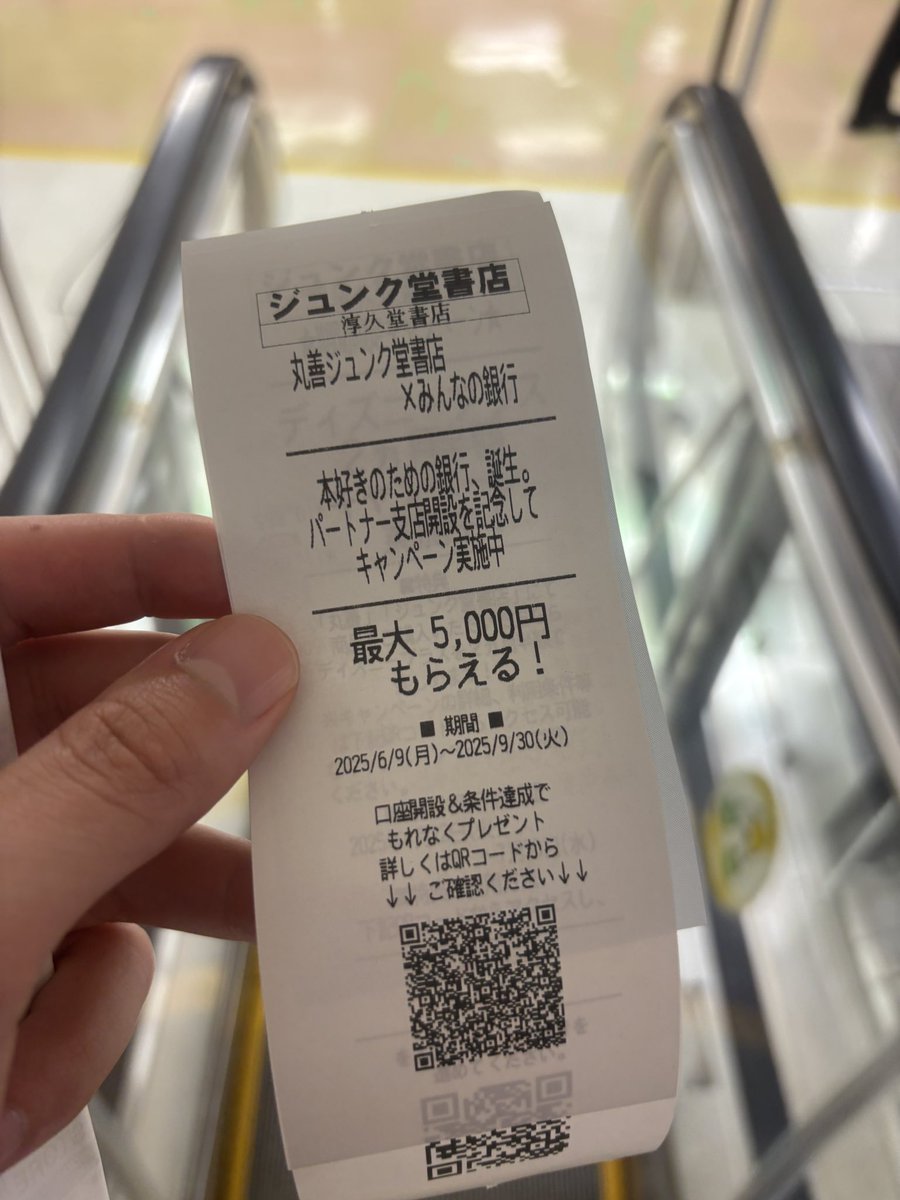 ジュンク堂書店
淳久堂書店
丸善ジュンク堂書店
×みんなの銀行
本好きのための銀行、誕生。
パートナー支店開設を記念して
キャンペーン実施中
最大 5,000円
もらえる!
■ 期間 ■
2025/6/9(月)～2025/9/30(火)
口座開設&条件達成で
もれなくプレゼント
詳しくはQRコードから
↓↓ ご確認ください↓↓